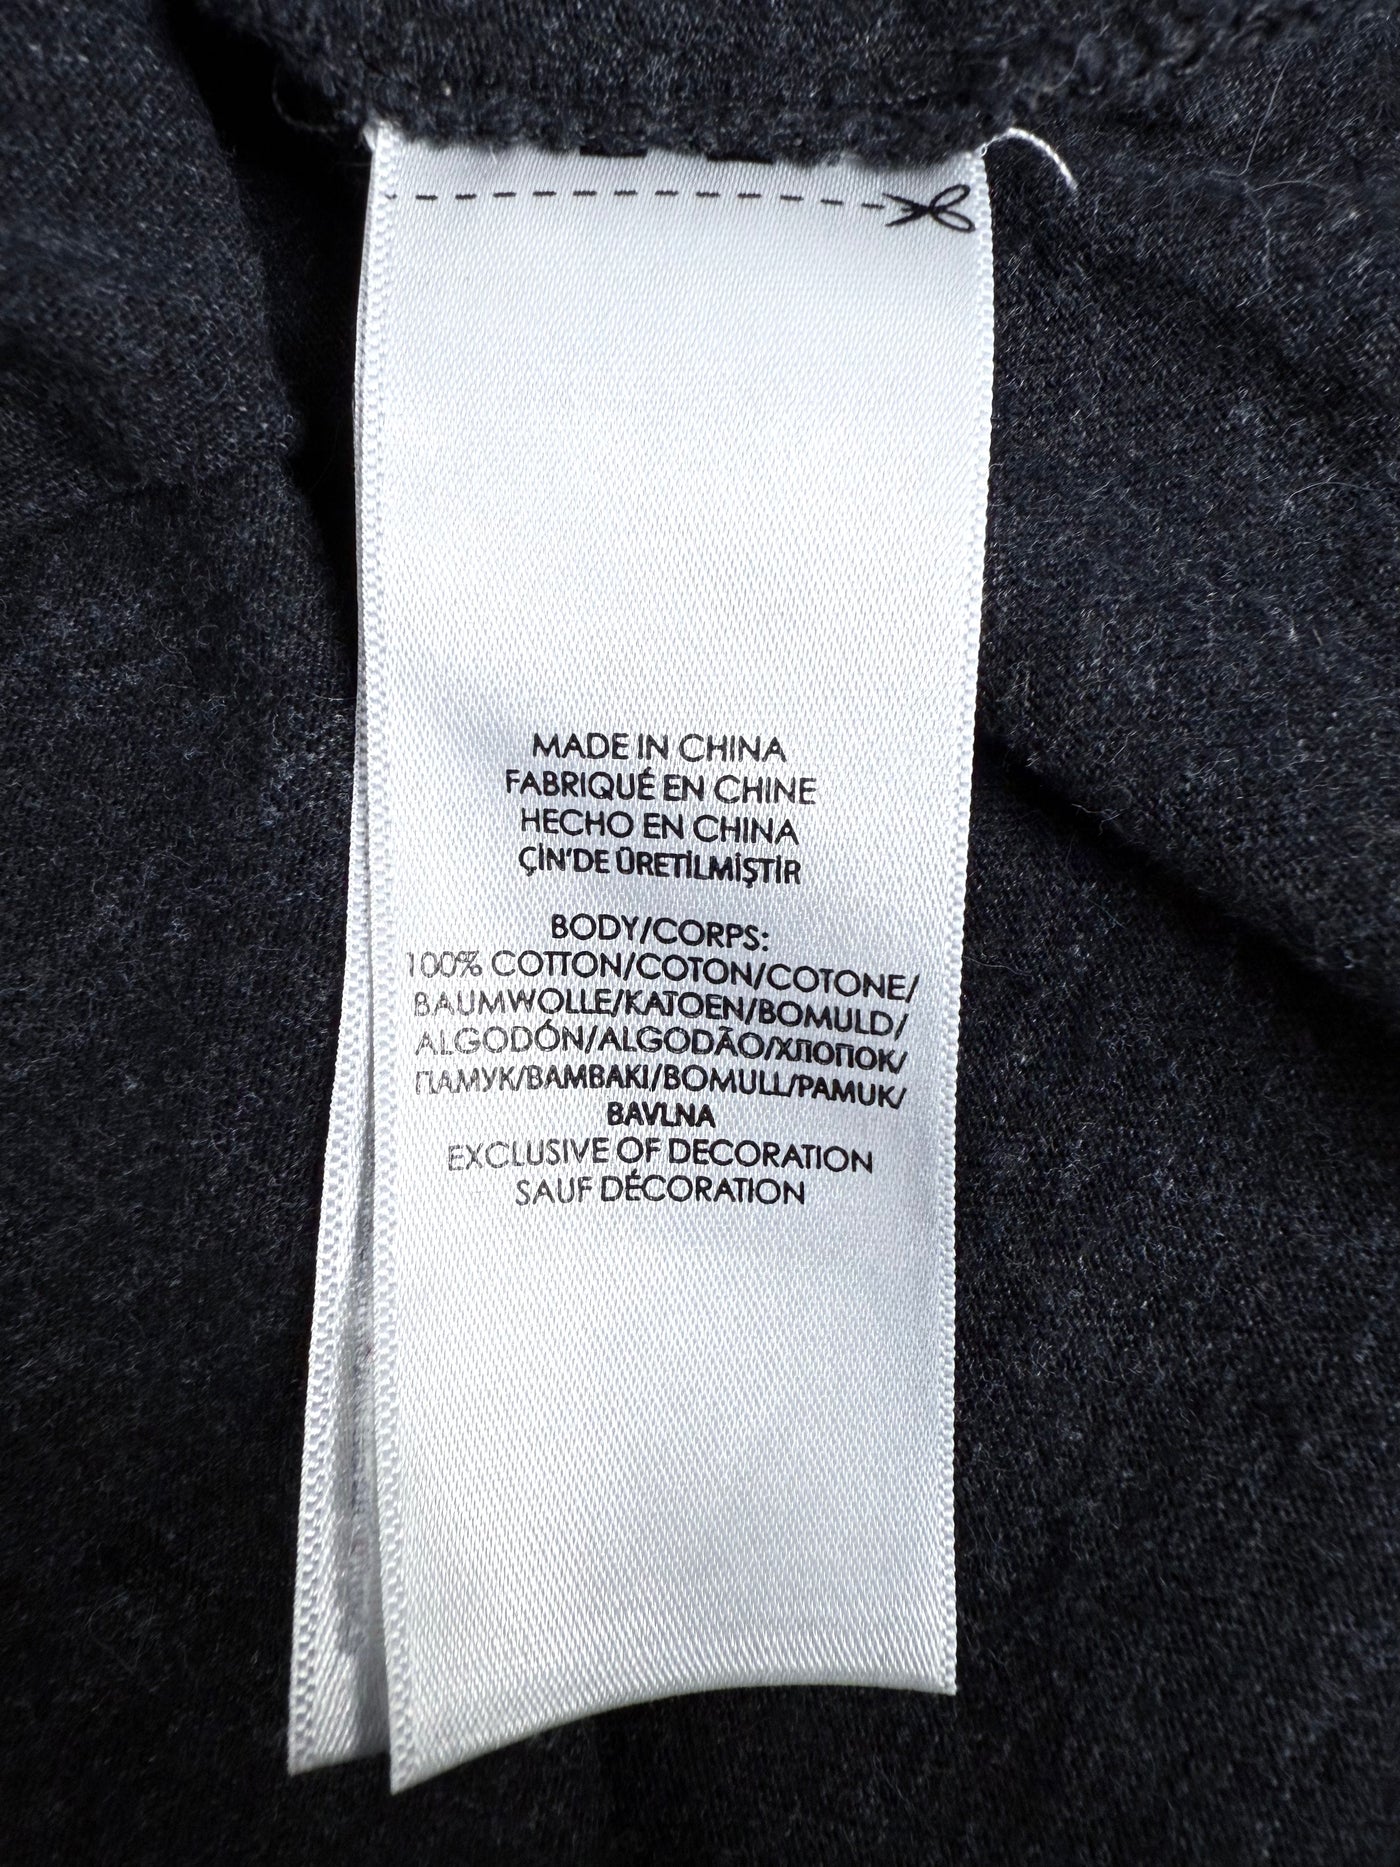 MADE IN CHINA
FABRIQUÉ EN CHINE
HECHO EN CHINA
ÇİN'DE ÜRETİLMİŞTİR
BODY/CORPS:
100% COTTON/COTON/COTONE/
BAUMWOLLE/KATOEN/BOMULD/
ALGODÓN/ALGODÃO/ХЛОПОК/
ПАМУК/ΒΑΜΒΑΚΙ/BOMULL/PAMUK/
BAVLNA
EXCLUSIVE OF DECORATION
SAUF DÉCORATION